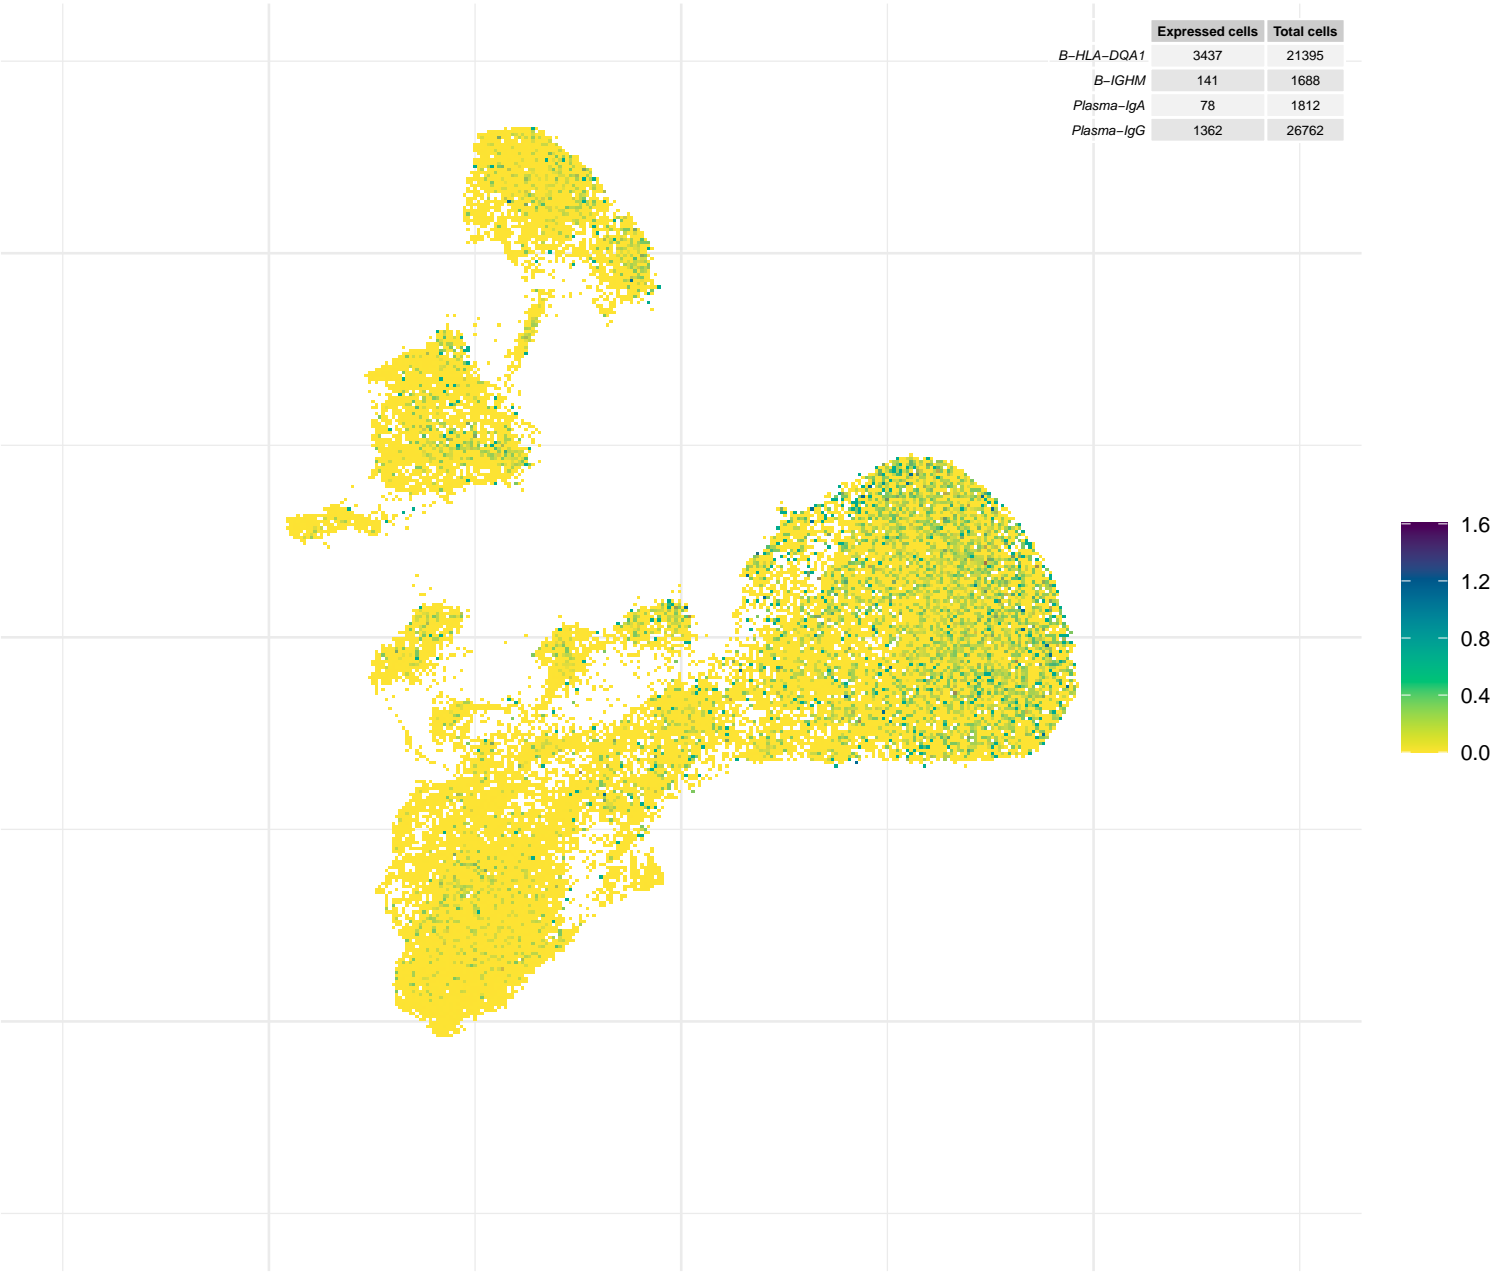 Expressed cells Total cells
B−HLA−DQA1 3437 21395
B−IGHM 141 1688
Plasma−IgA 78 1812
Plasma−IgG 1362 26762
1.6
1.2
0.8
0.4
0.0